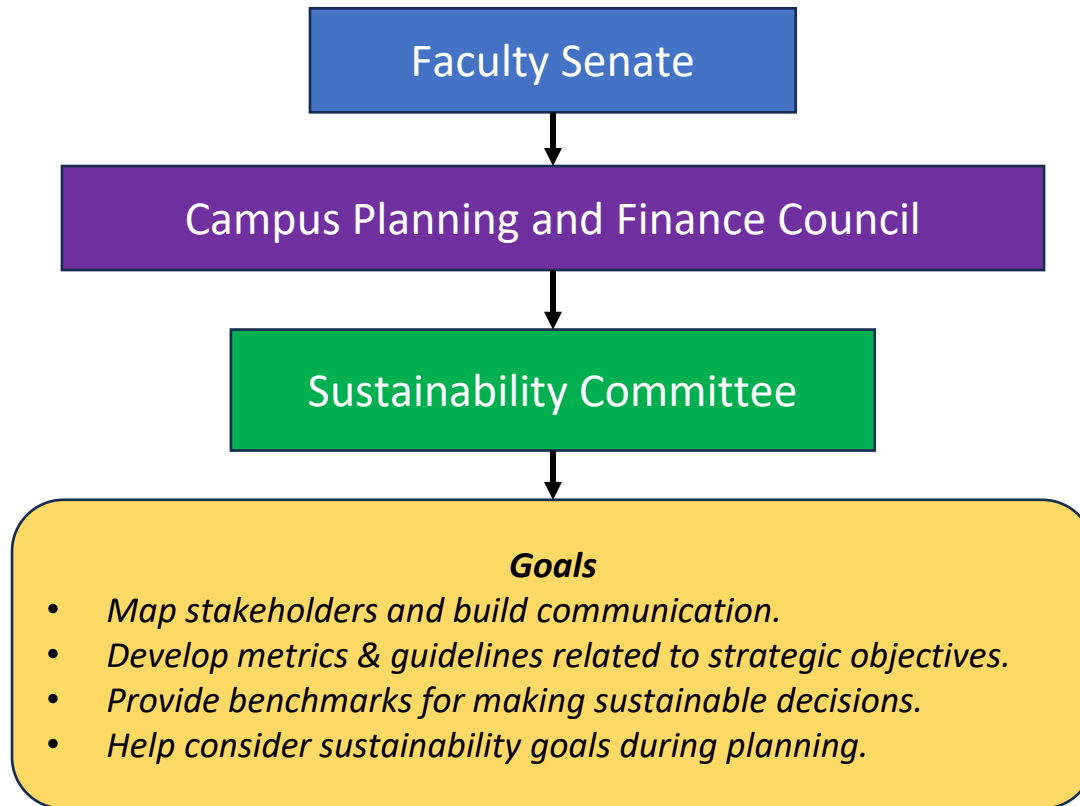 Faculty Senate
Campus Planning and Finance Council
Sustainability Committee
Goals
• Map stakeholders and build communication.
• Develop metrics & guidelines related to strategic objectives.
• Provide benchmarks for making sustainable decisions.
• Help consider sustainability goals during planning.